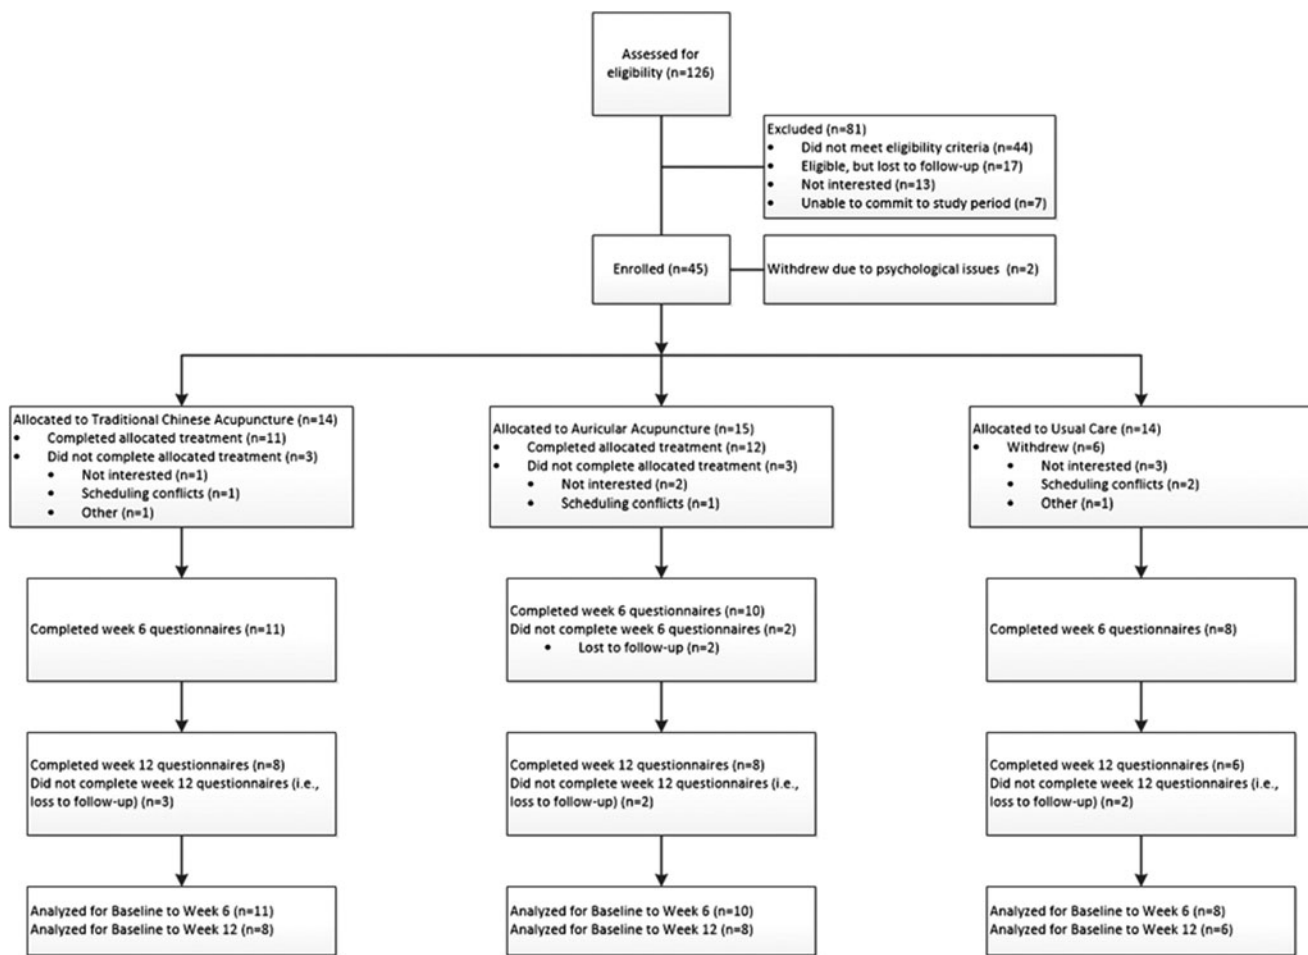 Assessed for
eligibility (n=126)
Excluded (n=81)
• Did not meet eligibility criteria (n=44)
• Eligible, but lost to follow-up (n=17)
• Not interested (n=13)
• Unable to commit to study period (n=7)
Enrolled (n=45)
Withdrew due to psychological issues (n=2)
Allocated to Traditional Chinese Acupuncture (n=14)
• Completed allocated treatment (n=11)
• Did not complete allocated treatment (n=3)
• Not interested (n=1)
• Scheduling conflicts (n=1)
• Other (n=1)
Allocated to Auricular Acupuncture (n=15)
• Completed allocated treatment (n=12)
• Did not complete allocated treatment (n=3)
• Not interested (n=2)
• Scheduling conflicts (n=1)
Allocated to Usual Care (n=14)
• Withdrew (n=6)
• Not interested (n=3)
• Scheduling conflicts (n=2)
• Other (n=1)
Completed week 6 questionnaires (n=11)
Completed week 6 questionnaires (n=10)
Did not complete week 6 questionnaires (n=2)
• Lost to follow-up (n=2)
Completed week 6 questionnaires (n=8)
Completed week 12 questionnaires (n=8)
Did not complete week 12 questionnaires (i.e.,
loss to follow-up) (n=3)
Completed week 12 questionnaires (n=8)
Did not complete week 12 questionnaires (i.e.,
loss to follow-up) (n=2)
Completed week 12 questionnaires (n=6)
Did not complete week 12 questionnaires (i.e.,
loss to follow-up) (n=2)
Analyzed for Baseline to Week 6 (n=11)
Analyzed for Baseline to Week 12 (n=8)
Analyzed for Baseline to Week 6 (n=10)
Analyzed for Baseline to Week 12 (n=8)
Analyzed for Baseline to Week 6 (n=8)
Analyzed for Baseline to Week 12 (n=6)